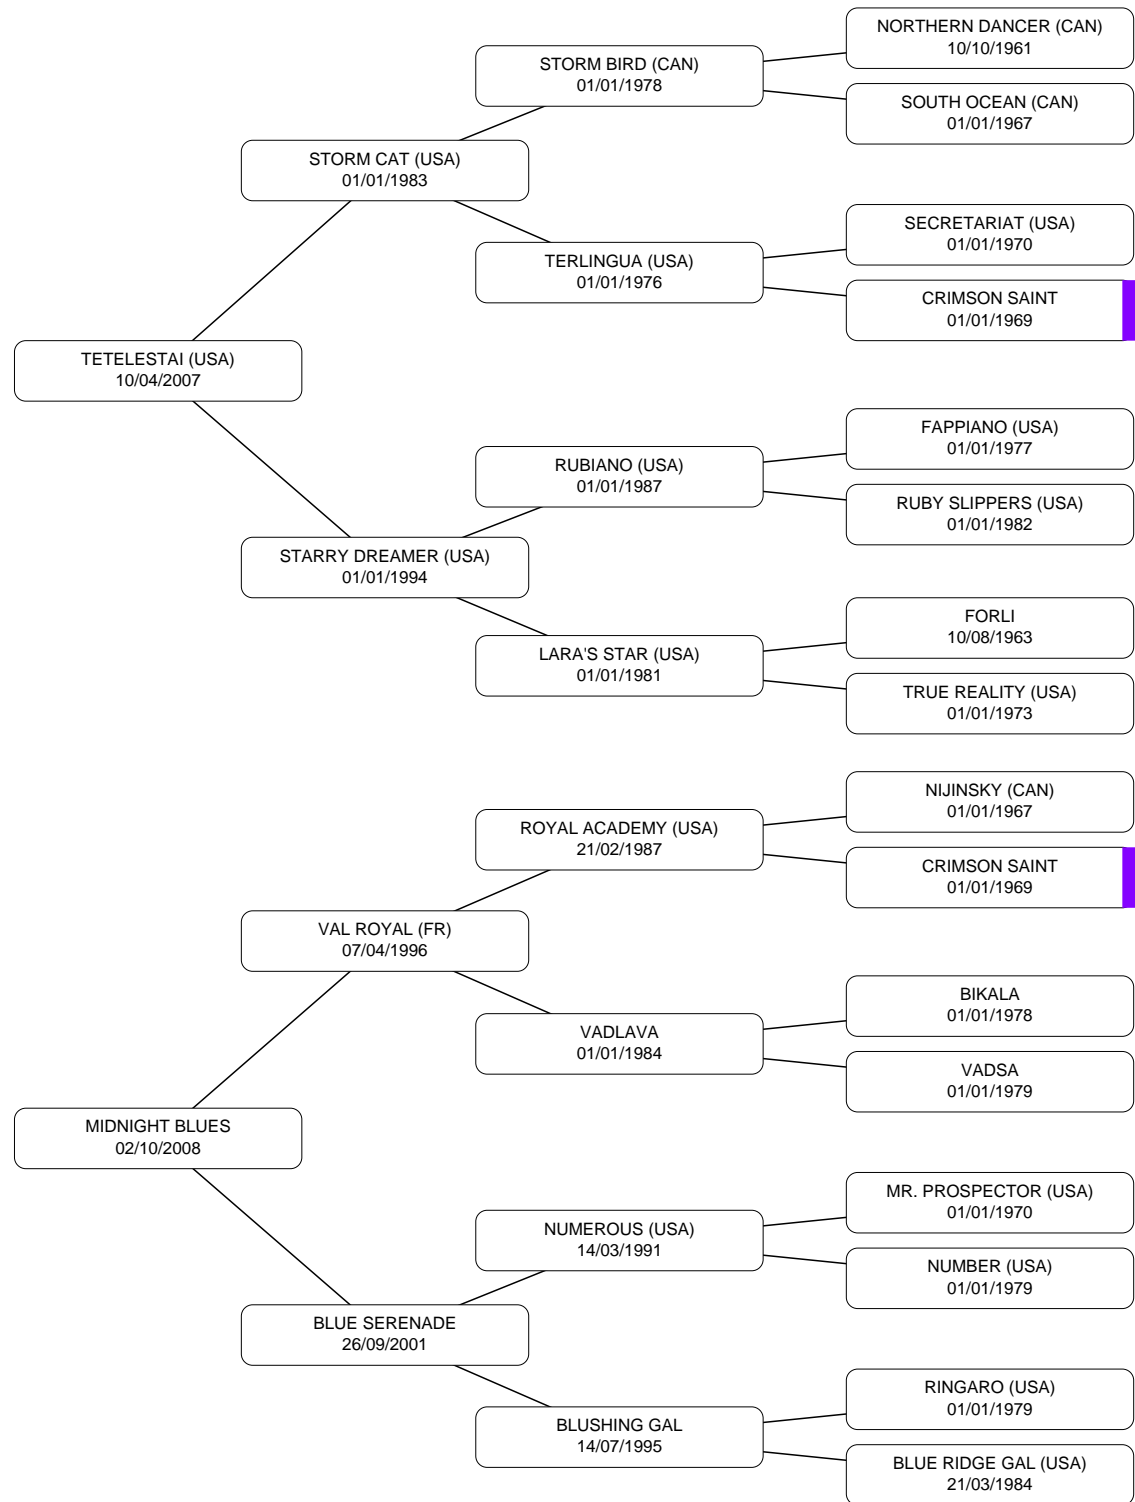 NORTHERN DANCER (CAN)
10/10/1961
STORM BIRD (CAN)
01/01/1978
SOUTH OCEAN (CAN)
01/01/1967
STORM CAT (USA)
01/01/1983
SECRETARIAT (USA)
01/01/1970
TERLINGUA (USA)
01/01/1976
CRIMSON SAINT
01/01/1969
TETELESTAI (USA)
10/04/2007
FAPPIANO (USA)
01/01/1977
RUBIANO (USA)
01/01/1987
RUBY SLIPPERS (USA)
01/01/1982
STARRY DREAMER (USA)
01/01/1994
FORLI
10/08/1963
LARA'S STAR (USA)
01/01/1981
TRUE REALITY (USA)
01/01/1973
NIJINSKY (CAN)
01/01/1967
ROYAL ACADEMY (USA)
21/02/1987
CRIMSON SAINT
01/01/1969
VAL ROYAL (FR)
07/04/1996
BIKALA
01/01/1978
VADLAVA
01/01/1984
VADSA
01/01/1979
MIDNIGHT BLUES
02/10/2008
MR. PROSPECTOR (USA)
01/01/1970
NUMEROUS (USA)
14/03/1991
NUMBER (USA)
01/01/1979
BLUE SERENADE
26/09/2001
RINGARO (USA)
01/01/1979
BLUSHING GAL
14/07/1995
BLUE RIDGE GAL (USA)
21/03/1984